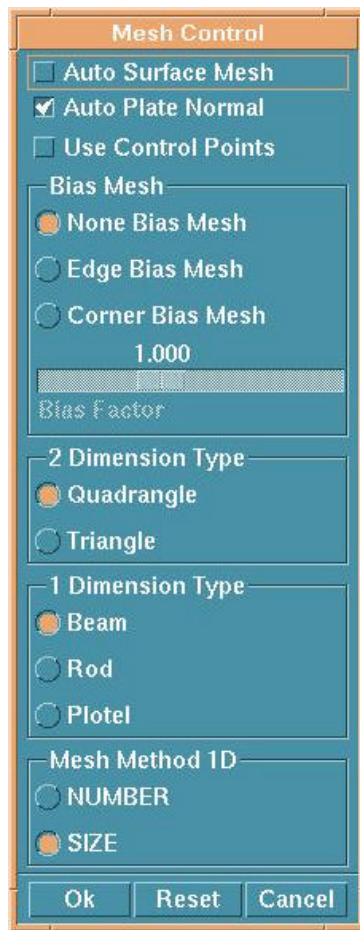 Mesh Control
Auto Surface Mesh
Auto Plate Normal
Use Control Points
Bias Mesh
None Bias Mesh
Edge Bias Mesh
Corner Bias Mesh
1.000
Bias Factor
2 Dimension Type
Quadrangle
Triangle
1 Dimension Type
Beam
Rod
Plotel
Mesh Method 1D
NUMBER
SIZE
Ok Reset Cancel